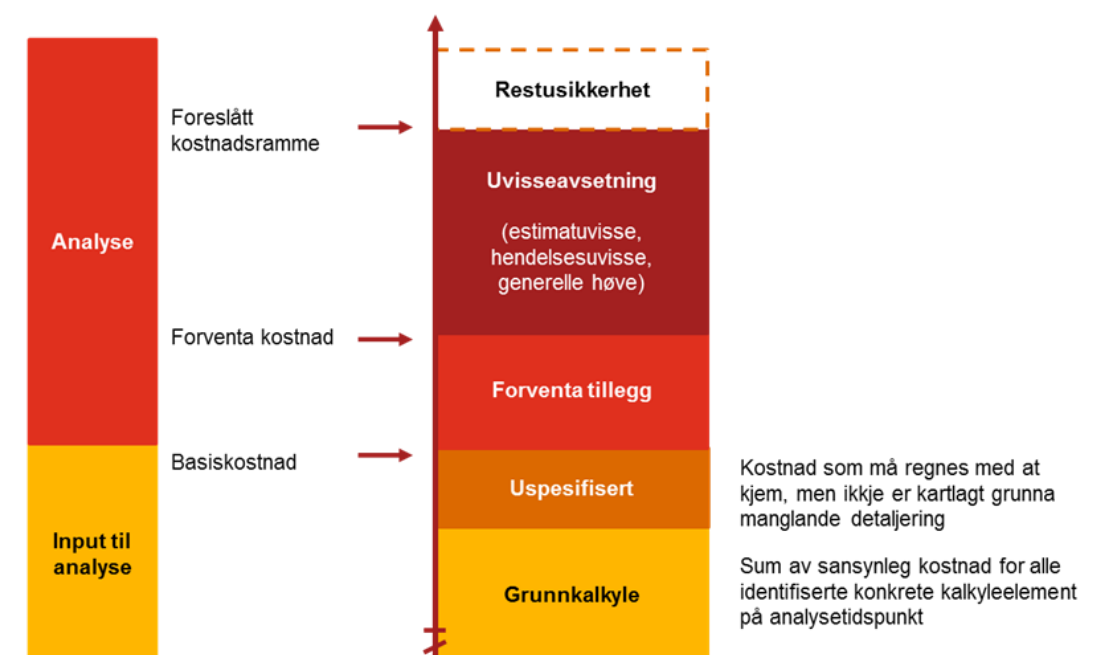 Restusikkerhet
Foreslått
kostnadsramme
Uvisseavsetning
(estimatuvisse,
hendelsesuvisse,
generelle høve)
Analyse
Forventa kostnad
Forventa tillegg
Basiskostnad
Uspesifisert
Kostnad som må regnes med at
kjem, men ikkje er kartlagt grunna
manglande detaljering
Input til
analyse
Grunnkalkyle
Sum av sansynleg kostnad for alle
identifiserte konkrete kalkyleelement
på analysetidspunkt